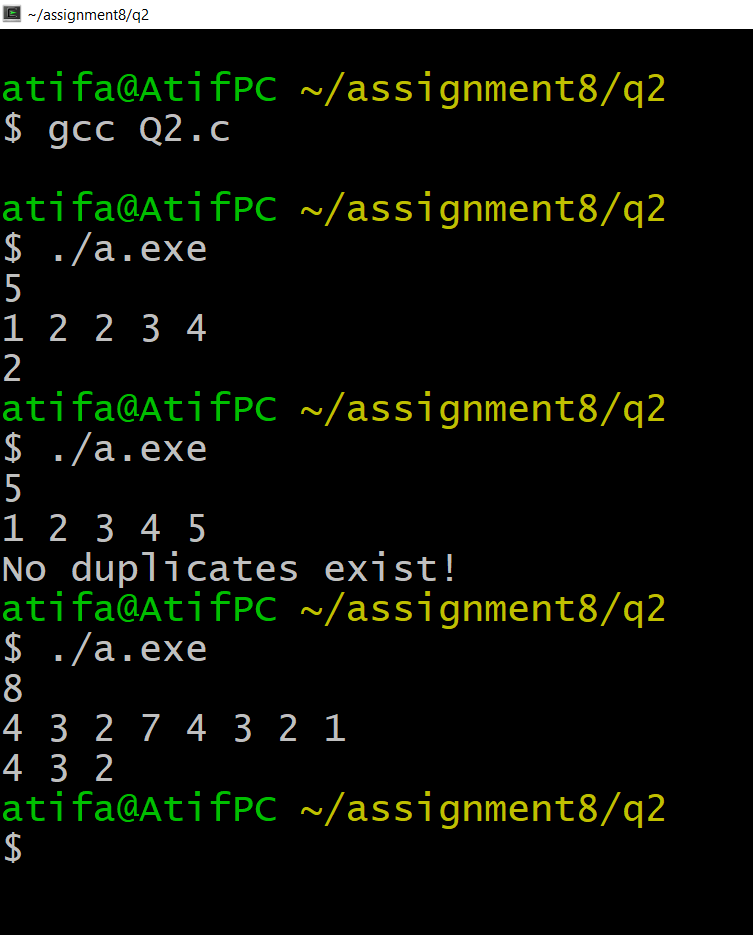 ~/assignment8/q2
atifa@AtifPC ~/assignment8/q2
$ gcc Q2.c
atifa@AtifPC ~/assignment8/q2
$ ./a.exe
5
1 2 2 3 4
2
atifa@AtifPC ~/assignment8/q2
$ ./a.exe
5
1 2 3 4 5
No duplicates exist!
atifa@AtifPC ~/assignment8/q2
$ ./a.exe
8
4 3 2 7 4 3 2 1
4 3 2
atifa@AtifPC ~/assignment8/q2
$